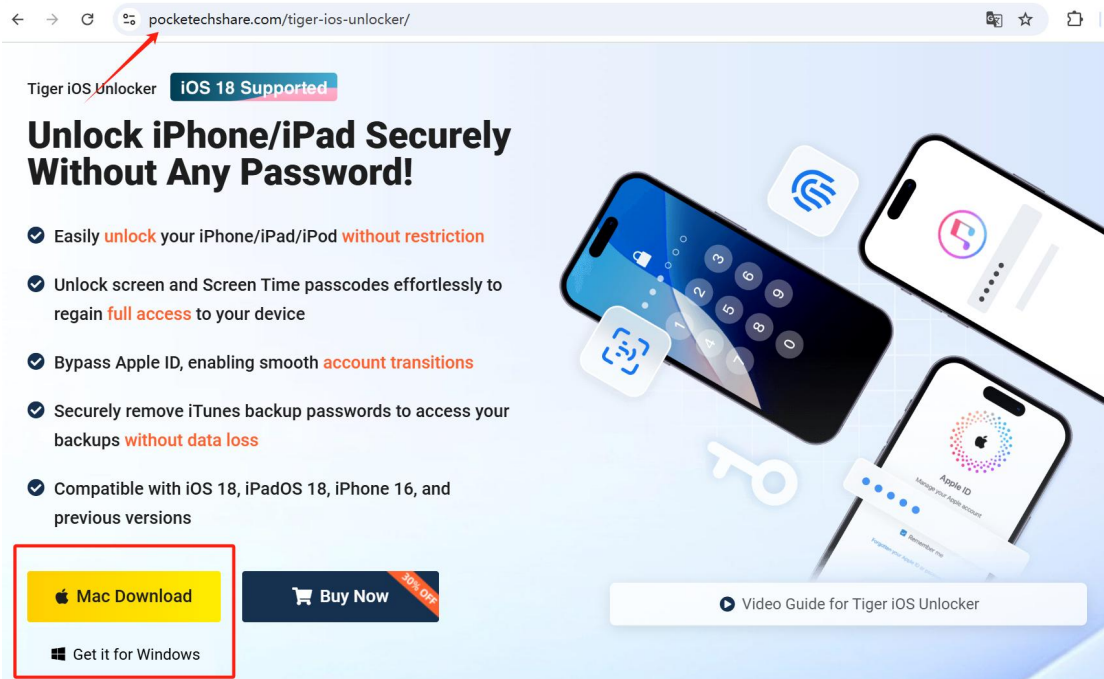 pocketechshare.com/tiger-ios-unlocker/
Tiger iOS Unlocker
iOS 18 Supported
Unlock iPhone/iPad Securely
Without Any Password!
Easily unlock your iPhone/iPad/iPod without restriction
Unlock screen and Screen Time passcodes effortlessly to
regain full access to your device
Bypass Apple ID, enabling smooth account transitions
Securely remove iTunes backup passwords to access your
backups without data loss
Compatible with iOS 18, iPadOS 18, iPhone 16, and
previous versions
Mac Download
Buy Now
30% OFF
Get it for Windows
1 2 3
4 5 6
7 8 9
0
Apple ID
Manage your Apple account
Remember me
Video Guide for Tiger iOS Unlocker